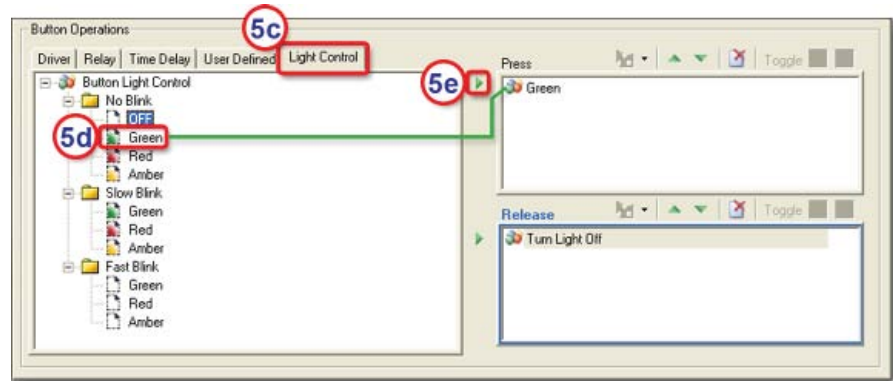 Button Operations
5c
Driver Relay Time Delay User Defined Light Control
Press Toggle
5e
Button Light Control
Green
No Blink
OFF
5d Green
Red
Amber
Slow Blink
Green
Release Toggle
Red
Turn Light Off
Amber
Fast Blink
Green
Red
Amber